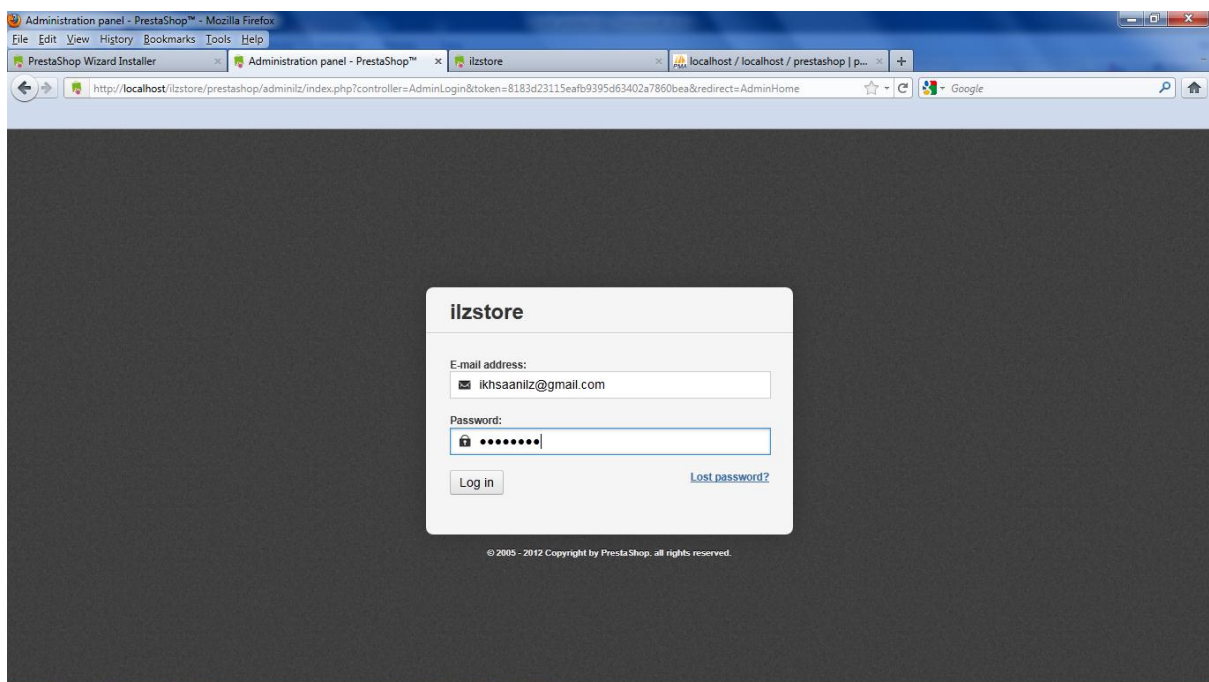 Administration panel - PrestaShop™ - Mozilla Firefox
File Edit View History Bookmarks Tools Help
PrestaShop Wizard Installer
Administration panel - PrestaShop™
ilzstore
localhost / localhost / prestashop | p...
http://localhost/ilzstore/prestashop/adminilz/index.php?controller=AdminLogin&token=8183d23115eafb9395d63402a7860bea&redirect=AdminHome
Google
ilzstore
E-mail address:
ikhsaanilz@gmail.com
Password:
••••••••
Log in
Lost password?
© 2005 - 2012 Copyright by PrestaShop. all rights reserved.